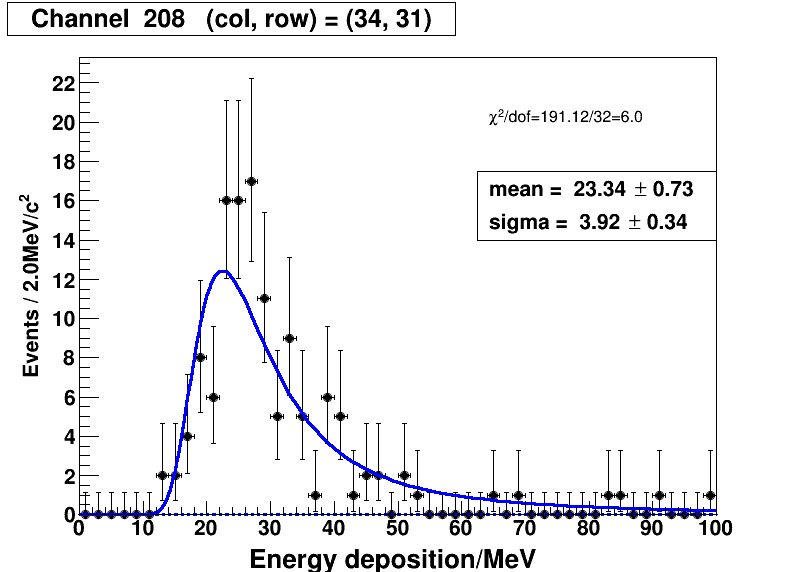 Channel 208 (col, row) = (34, 31)
χ²/dof=191.12/32=6.0
mean = 23.34 ± 0.73
sigma = 3.92 ± 0.34
Events / 2.0MeV/c²
22
20
18
16
14
12
10
8
6
4
2
0
0 10 20 30 40 50 60 70 80 90 100
Energy deposition/MeV